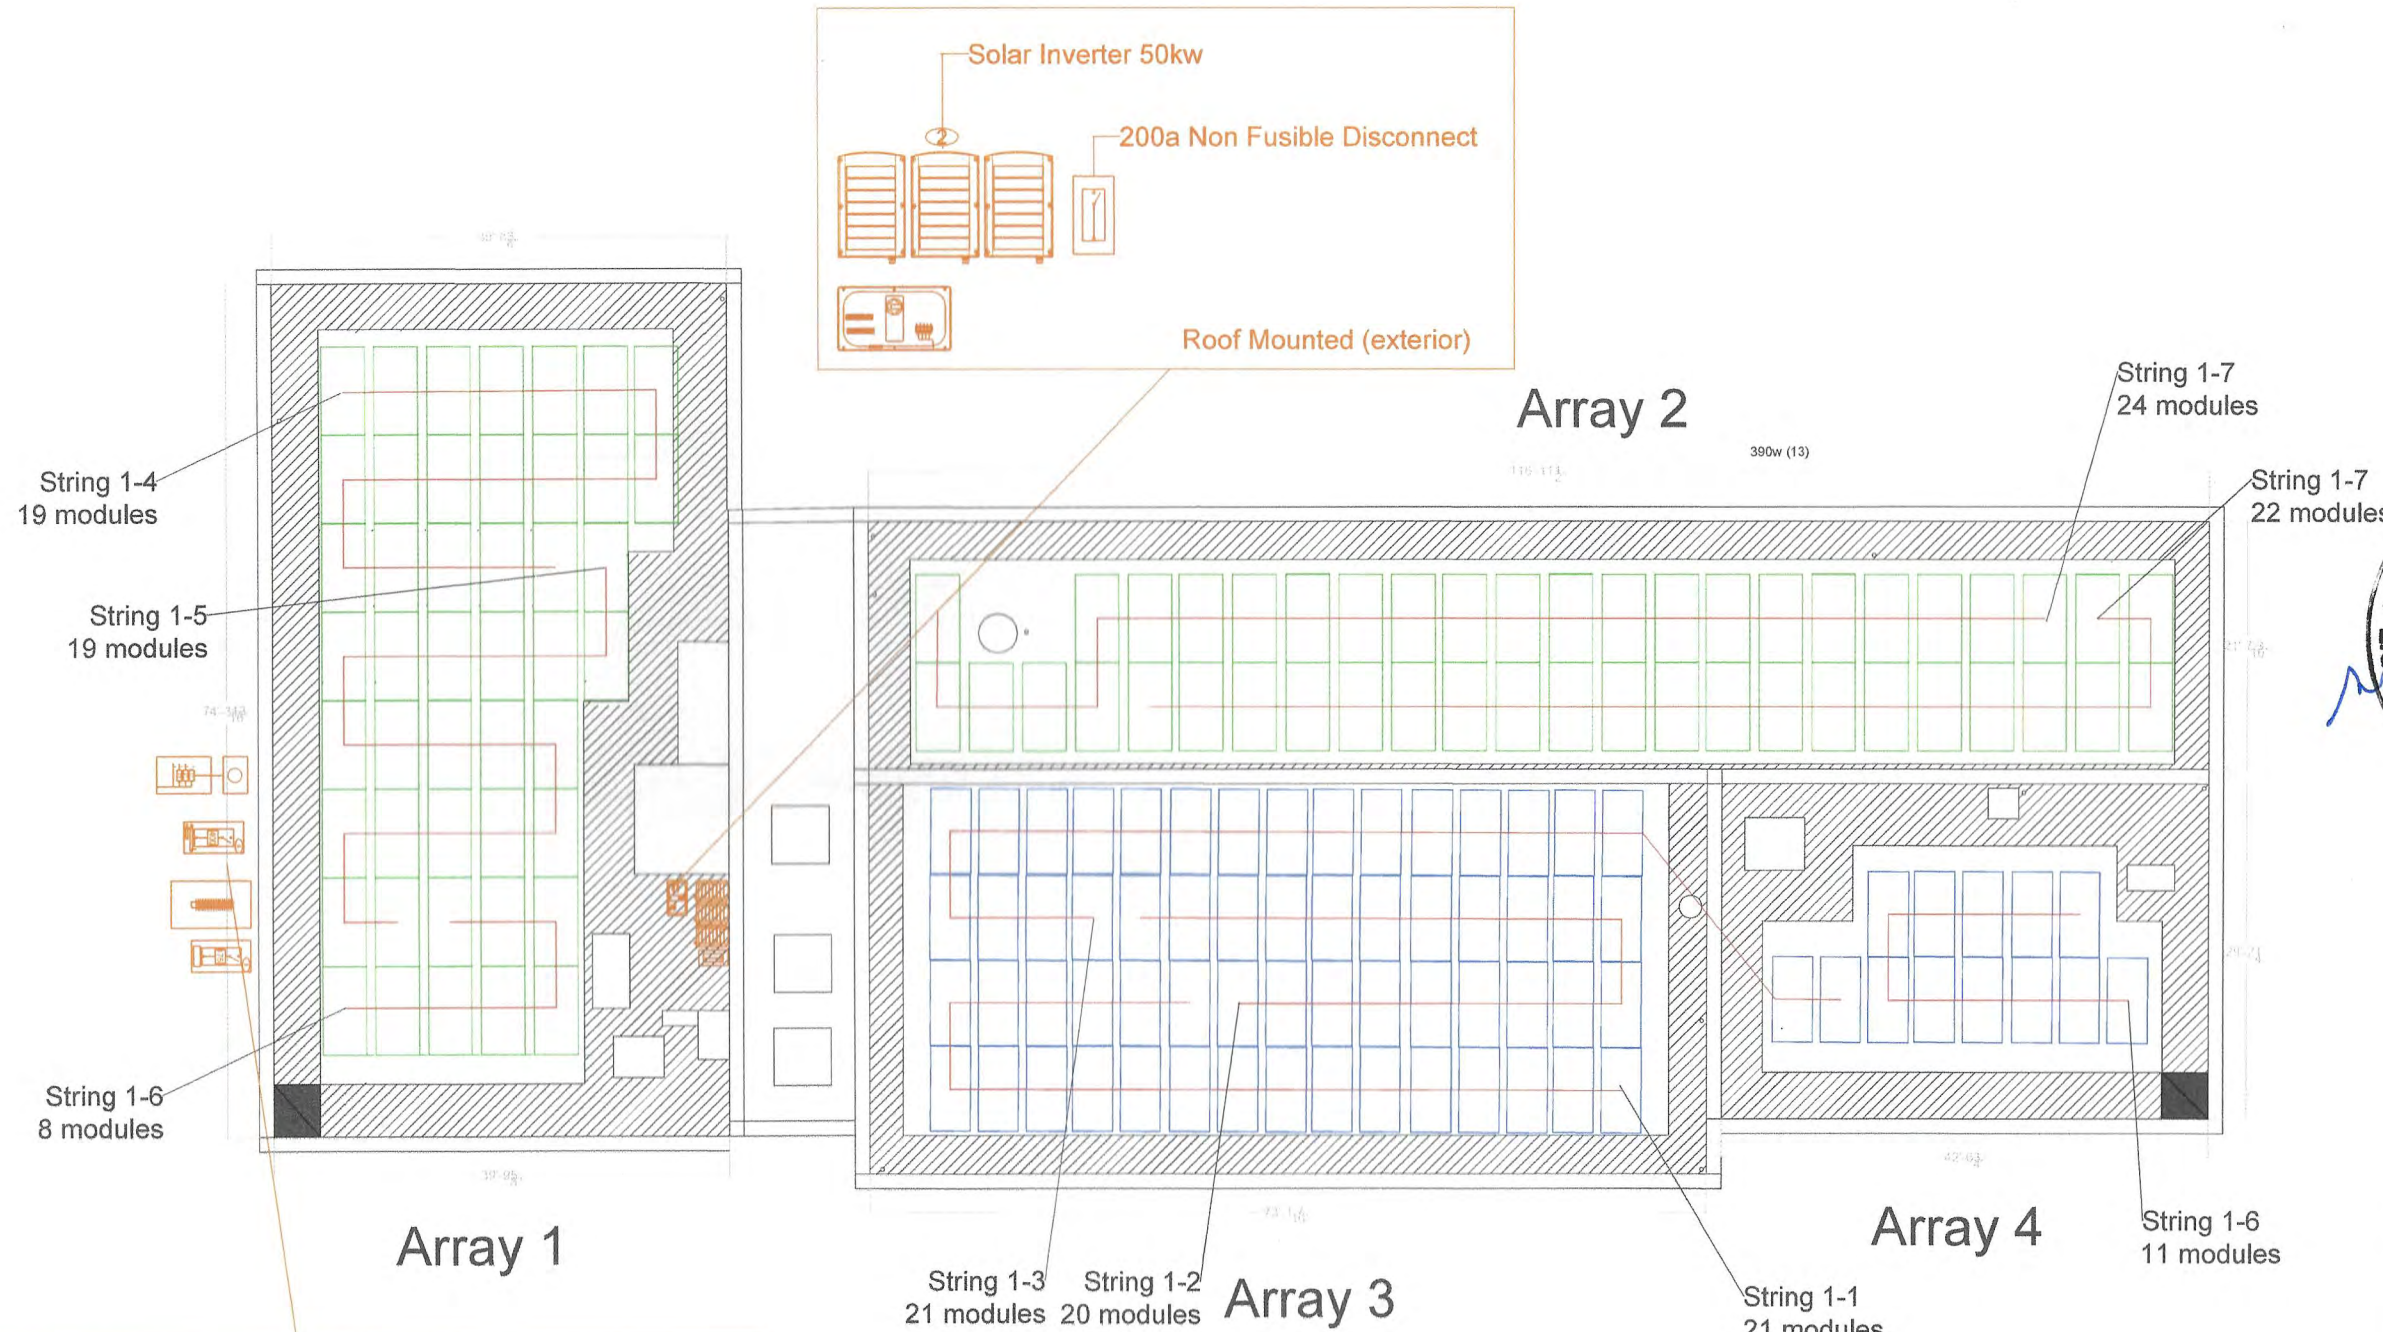 Solar Inverter 50kw
2
200a Non Fusible Disconnect
Roof Mounted (exterior)
Array 2
390w (13)
String 1-7
24 modules
String 1-7
22 modules
String 1-4
19 modules
String 1-5
19 modules
String 1-6
8 modules
Array 1
String 1-3
21 modules
String 1-2
20 modules
Array 3
String 1-1
21 modules
Array 4
String 1-6
11 modules